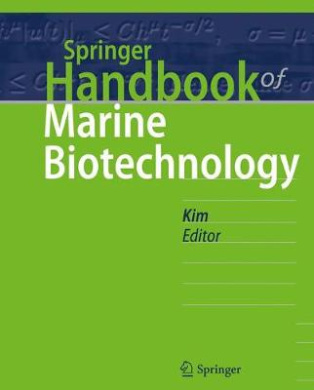 Springer
Handbook of
Marine
Biotechnology
Kim
Editor
Springer